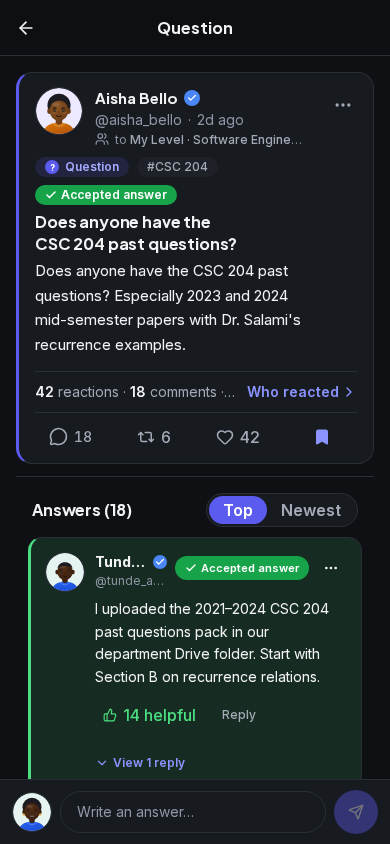 Question
Aisha Bello
@aisha_bello · 2d ago
to My Level · Software Engine...
? Question #CSC 204
Accepted answer
Does anyone have the
CSC 204 past questions?
Does anyone have the CSC 204 past
questions? Especially 2023 and 2024
mid-semester papers with Dr. Salami's
recurrence examples.
42 reactions · 18 comments ·... Who reacted
18 6 42
Answers (18) Top Newest
Tund... Accepted answer
@tunde_a...
I uploaded the 2021–2024 CSC 204
past questions pack in our
department Drive folder. Start with
Section B on recurrence relations.
14 helpful Reply
View 1 reply
Write an answer...